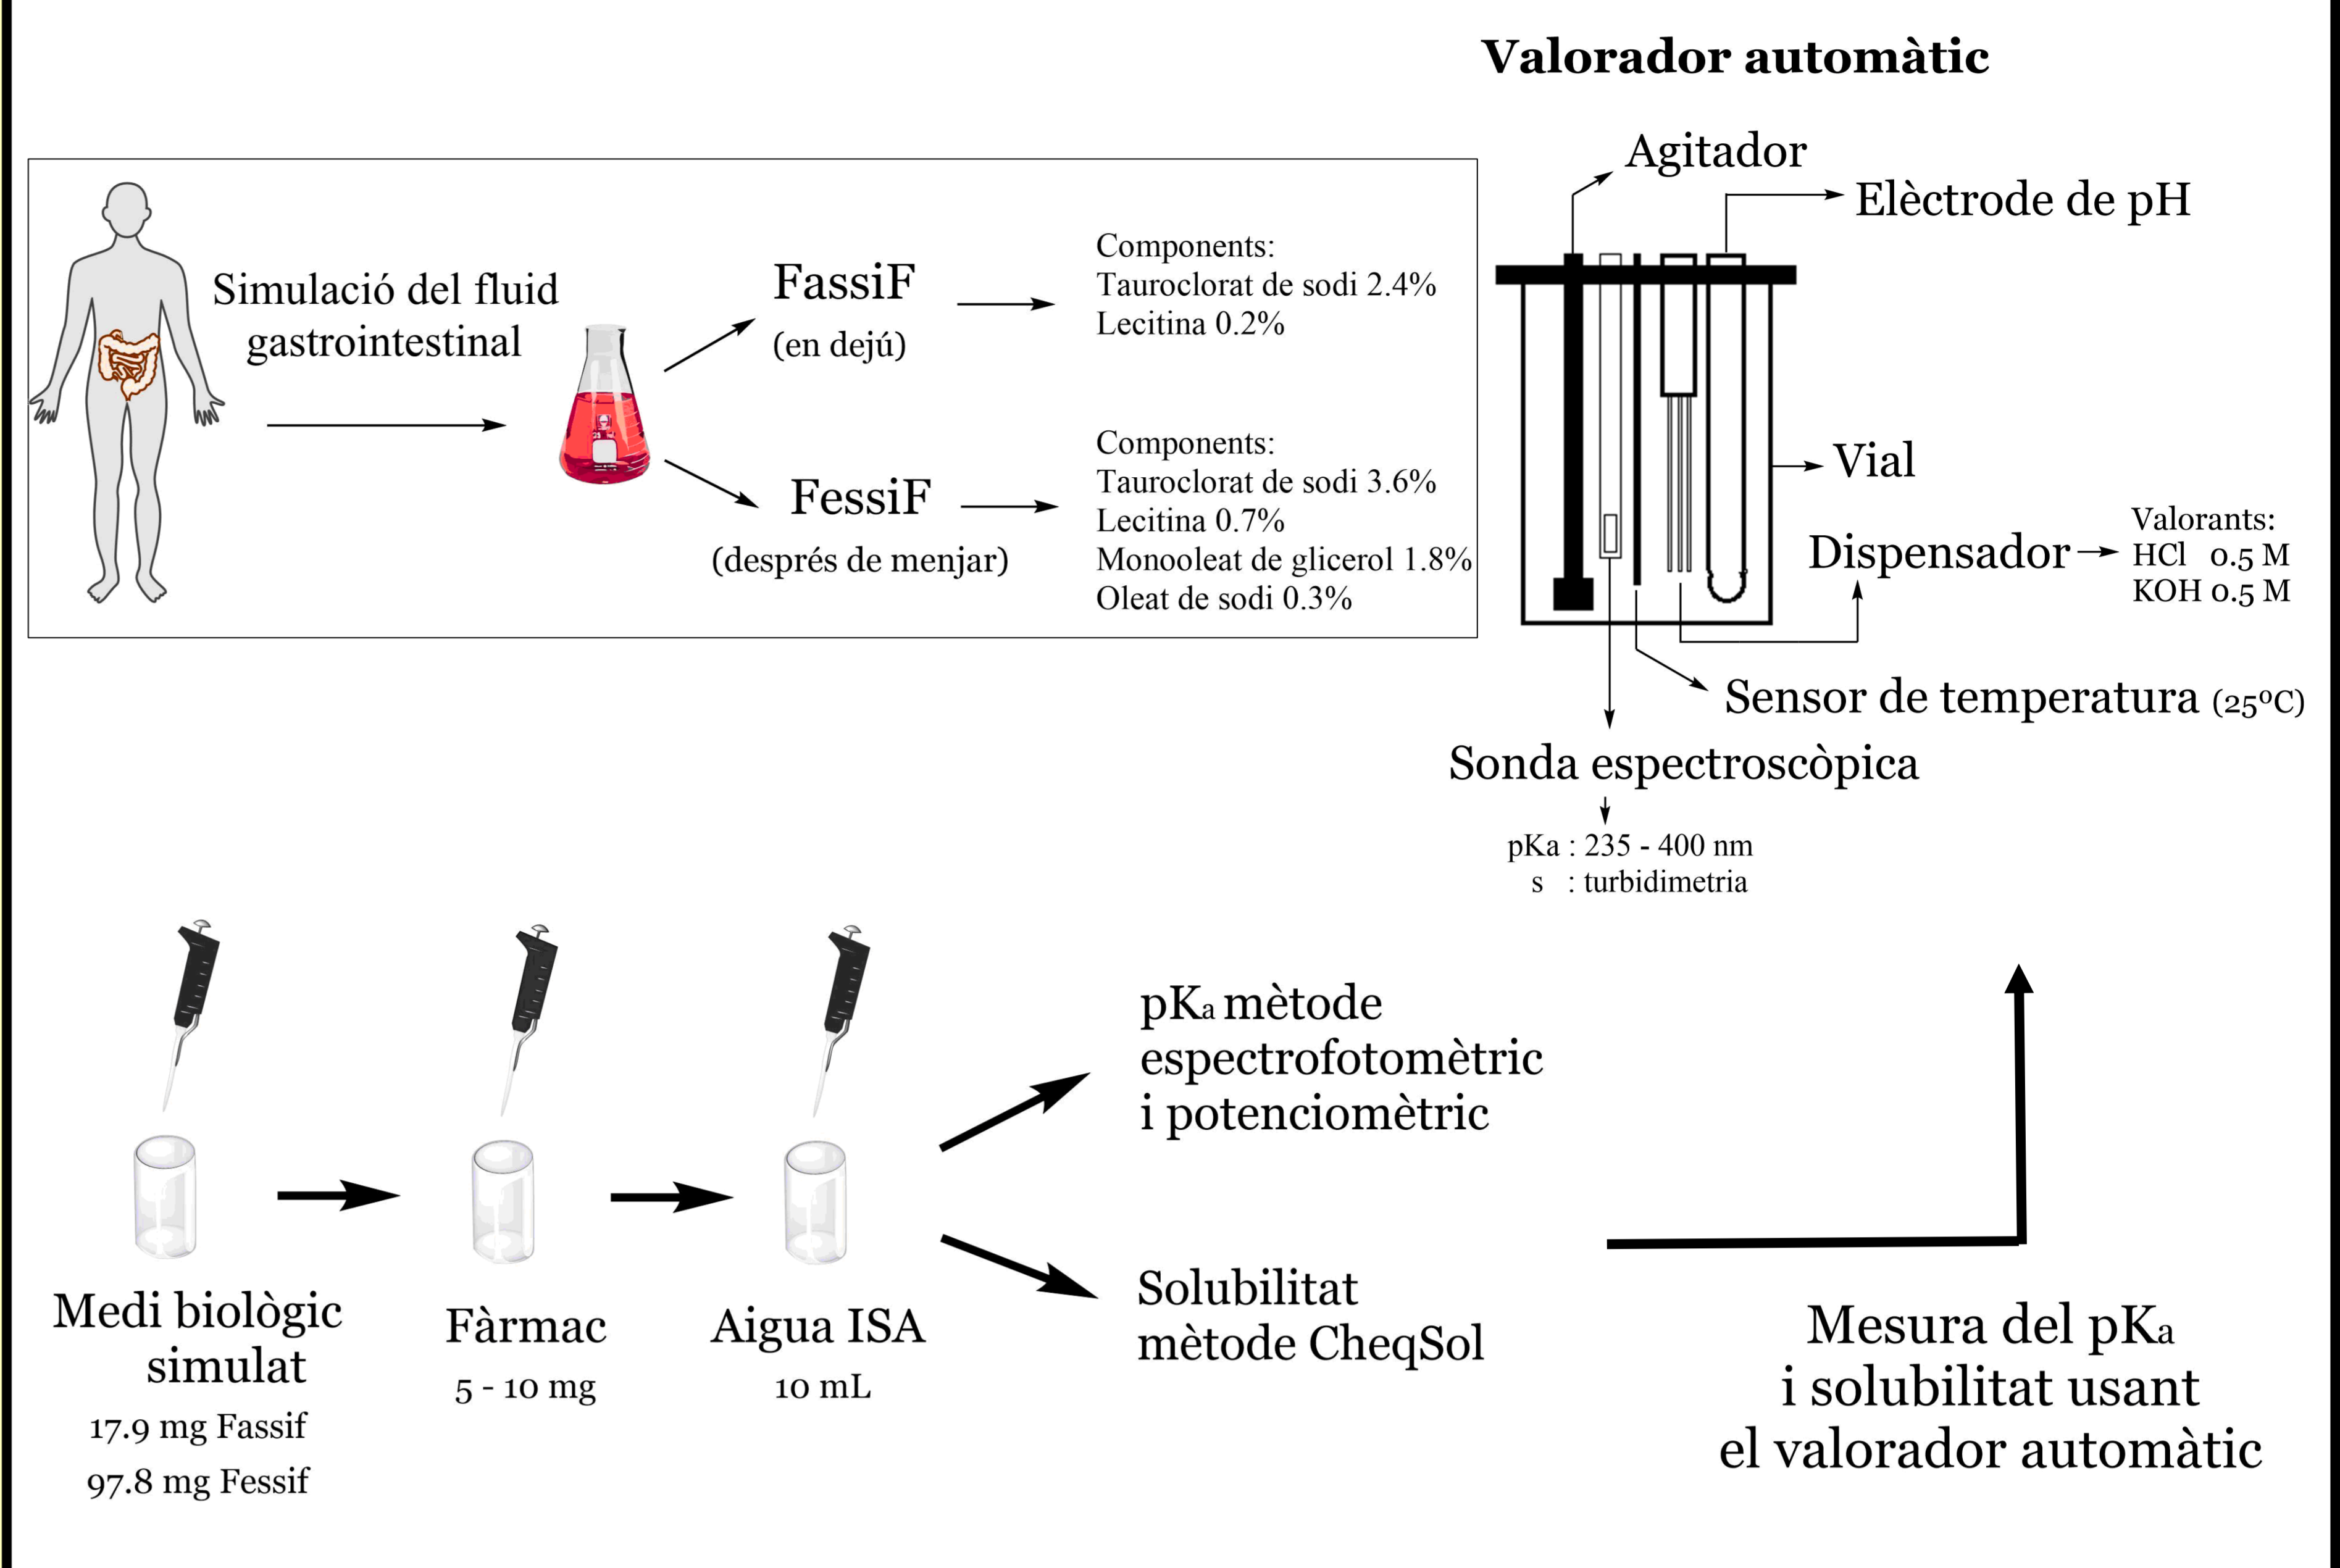 Valorador automàtic
Simulació del fluid
gastrointestinal
FassiF
(en dejú)
Components:
Tauroclorat de sodi 2.4%
Lecitina 0.2%
FessiF
(després de menjar)
Components:
Tauroclorat de sodi 3.6%
Lecitina 0.7%
Monooleat de glicerol 1.8%
Oleat de sodi 0.3%
Agitador
Elèctrode de pH
Vial
Dispensador
Valorants:
HCl 0.5 M
KOH 0.5 M
Sensor de temperatura (25ºC)
Sonda espectroscòpica
pKa : 235 - 400 nm
s : turbidimetria
Medi biològic
simulat
17.9 mg Fassif
97.8 mg Fessif
Fàrmac
5 - 10 mg
Aigua ISA
10 mL
pKa mètode
espectrofotomètric
i potenciomètric
Solubilitat
mètode CheqSol
Mesura del pKa
i solubilitat usant
el valorador automàtic